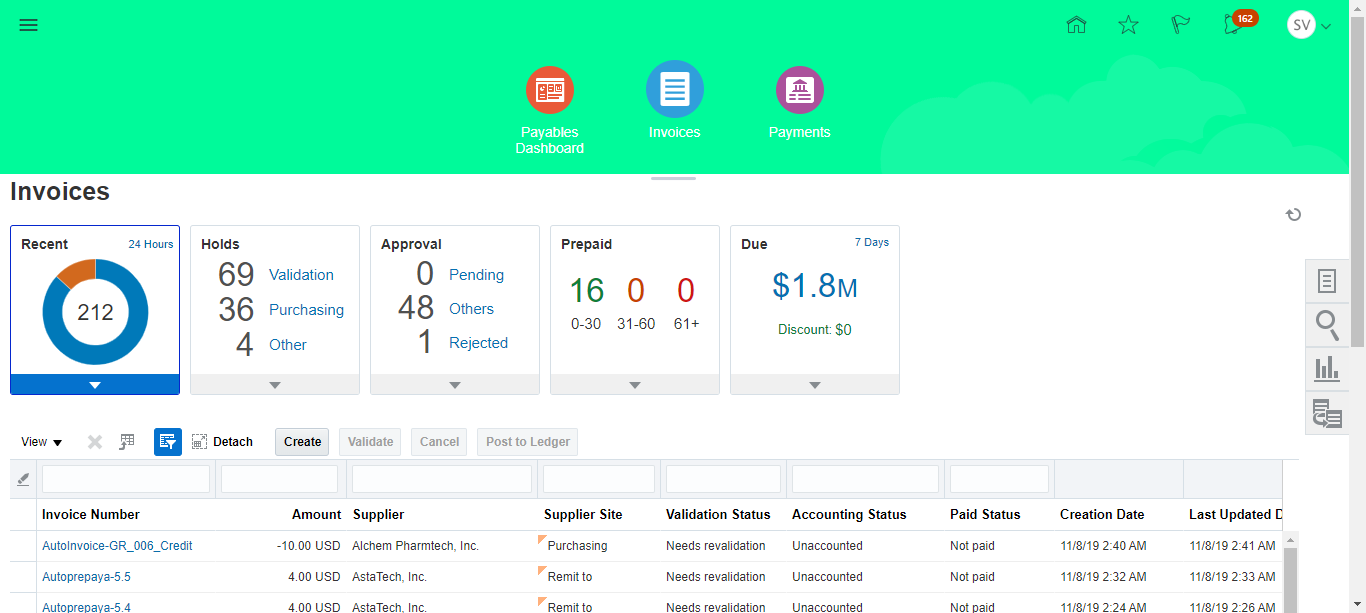 162
SV
Payables
Dashboard
Invoices
Payments
Invoices
Recent
24 Hours
212
Holds
69 Validation
36 Purchasing
4 Other
Approval
0 Pending
48 Others
1 Rejected
Prepaid
16 0 0
0-30 31-60 61+
Due
7 Days
$1.8M
Discount: $0
View Detach Create Validate Cancel Post to Ledger
Invoice Number Amount Supplier Supplier Site Validation Status Accounting Status Paid Status Creation Date Last Updated D
AutoInvoice-GR_006_Credit -10.00 USD Alchem Pharmtech, Inc. Purchasing Needs revalidation Unaccounted Not paid 11/8/19 2:40 AM 11/8/19 2:41 AM
Autoprepaya-5.5 4.00 USD AstaTech, Inc. Remit to Needs revalidation Unaccounted Not paid 11/8/19 2:32 AM 11/8/19 2:33 AM
Autoprepaya-5.4 4.00 USD AstaTech, Inc. Remit to Needs revalidation Unaccounted Not paid 11/8/19 2:24 AM 11/8/19 2:26 AM